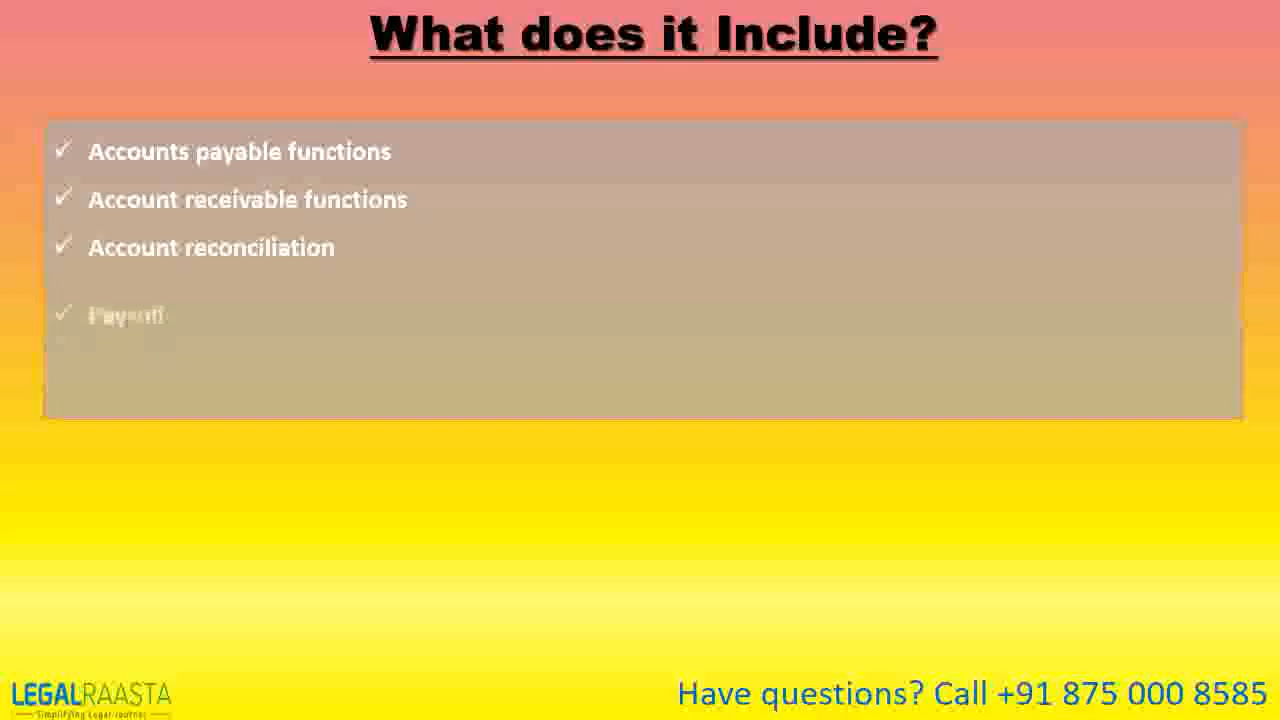 What does it Include?
✓ Accounts payable functions
✓ Account receivable functions
✓ Account reconciliation
✓ Payroll
LEGALRAASTA
Have questions? Call +91 875 000 8585